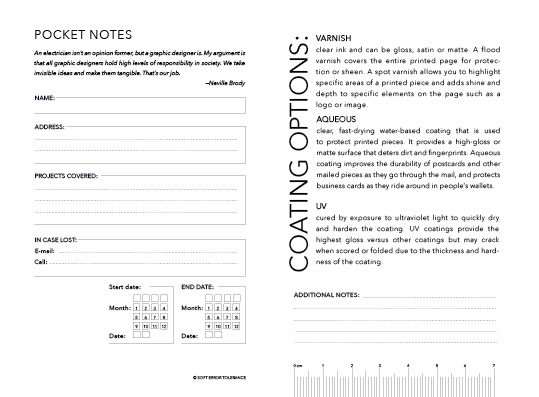 POCKET NOTES
An electrician isn't an opinion former, but a graphic designer is. My argument is
that all graphic designers hold high levels of responsibility in society. We take
invisible ideas and make them tangible. That's our job.
—Neville Brody
NAME:
ADDRESS:
PROJECTS COVERED:
IN CASE LOST:
E-mail:
Call:
Start date:
END DATE:
Month: 1 2 3 4
5 6 7 8
9 10 11 12
Date:
Month: 1 2 3 4
5 6 7 8
9 10 11 12
Date:
© SOFT ERROR TOLERANCE
COATING OPTIONS:
VARNISH
clear ink and can be gloss, satin or matte. A flood
varnish covers the entire printed page for protec-
tion or sheen. A spot varnish allows you to highlight
specific areas of a printed piece and adds shine and
depth to specific elements on the page such as a
logo or image.
AQUEOUS
clear, fast-drying water-based coating that is used
to protect printed pieces. It provides a high-gloss or
matte surface that deters dirt and fingerprints. Aqueous
coating improves the durability of postcards and other
mailed pieces as they go through the mail, and protects
business cards as they ride around in people's wallets.
UV
cured by exposure to ultraviolet light to quickly dry
and harden the coating. UV coatings provide the
highest gloss versus other coatings but may crack
when scored or folded due to the thickness and hard-
ness of the coating.
ADDITIONAL NOTES:
0 cm 1 2 3 4 5 6 7